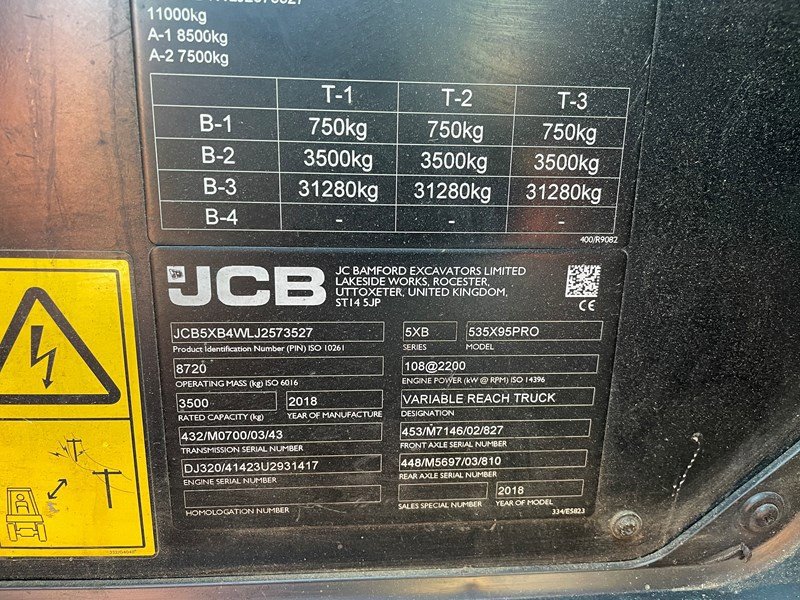 11000kg
A-1 8500kg
A-2 7500kg
T-1 T-2 T-3
B-1 750kg 750kg 750kg
B-2 3500kg 3500kg 3500kg
B-3 31280kg 31280kg 31280kg
B-4 - - -
400/R9082
JCB
JC BAMFORD EXCAVATORS LIMITED
LAKESIDE WORKS, ROCESTER,
UTTOXETER, UNITED KINGDOM,
ST14 5JP
CE
JCB5XB4WLJ2573527 5XB 535X95PRO
Product Identification Number (PIN) ISO 10261 SERIES MODEL
8720 108@2200
OPERATING MASS (kg) ISO 6016 ENGINE POWER (kW @ RPM) ISO 14396
3500 2018 VARIABLE REACH TRUCK
RATED CAPACITY (kg) YEAR OF MANUFACTURE DESIGNATION
432/M0700/03/43 453/M7146/02/827
TRANSMISSION SERIAL NUMBER FRONT AXLE SERIAL NUMBER
DJ320/41423U2931417 448/M5697/03/810
ENGINE SERIAL NUMBER REAR AXLE SERIAL NUMBER
2018
HOMOLOGATION NUMBER SALES SPECIAL NUMBER YEAR OF MODEL
334/E5823